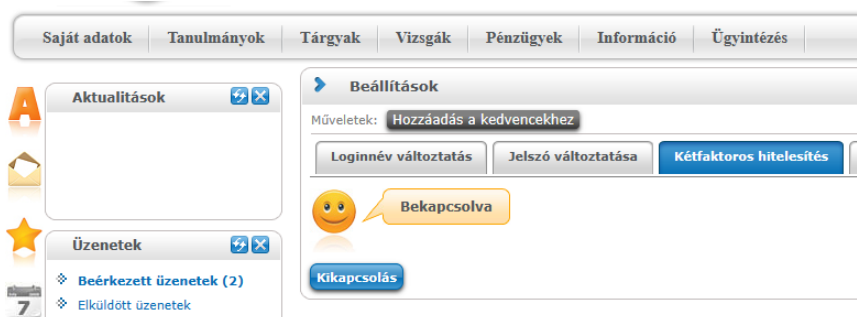 Saját adatok Tanulmányok Tárgyak Vizsgák Pénzügyek Információ Ügyintézés
A
Aktualitások
Üzenetek
Beérkezett üzenetek (2)
Elküldött üzenetek
7
Beállítások
Műveletek: Hozzáadás a kedvencekhez
Loginnév változtatás Jelszó változtatása Kétfaktoros hitelesítés
Bekapcsolva
Kikapcsolás